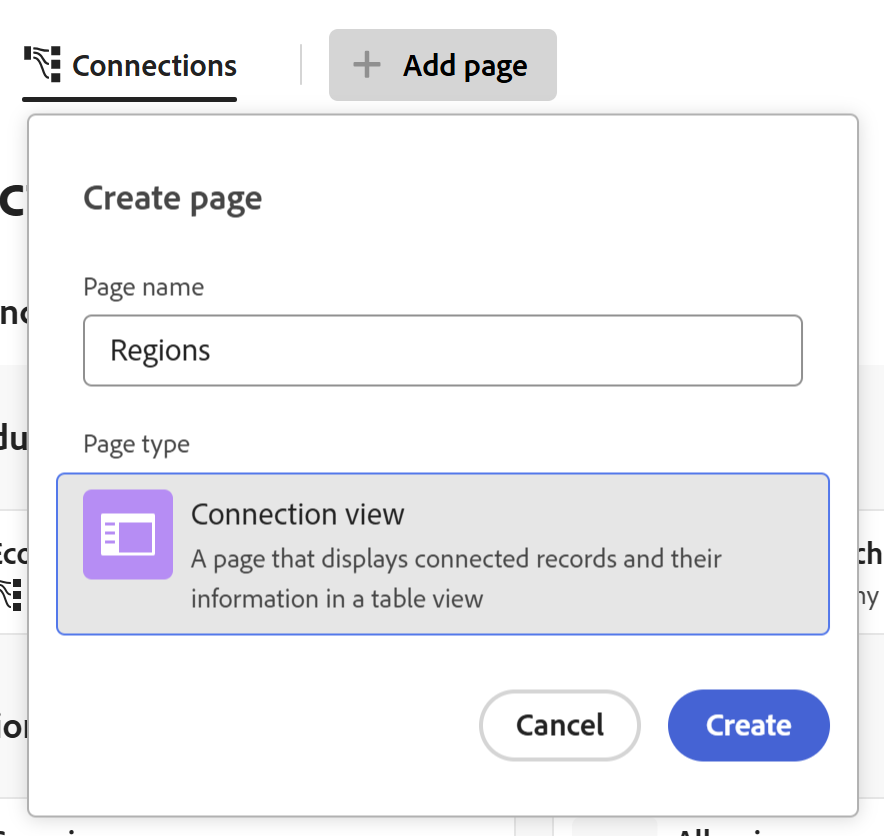 Connections
Add page
Create page
Page name
Regions
Page type
Connection view
A page that displays connected records and their
information in a table view
Cancel
Create